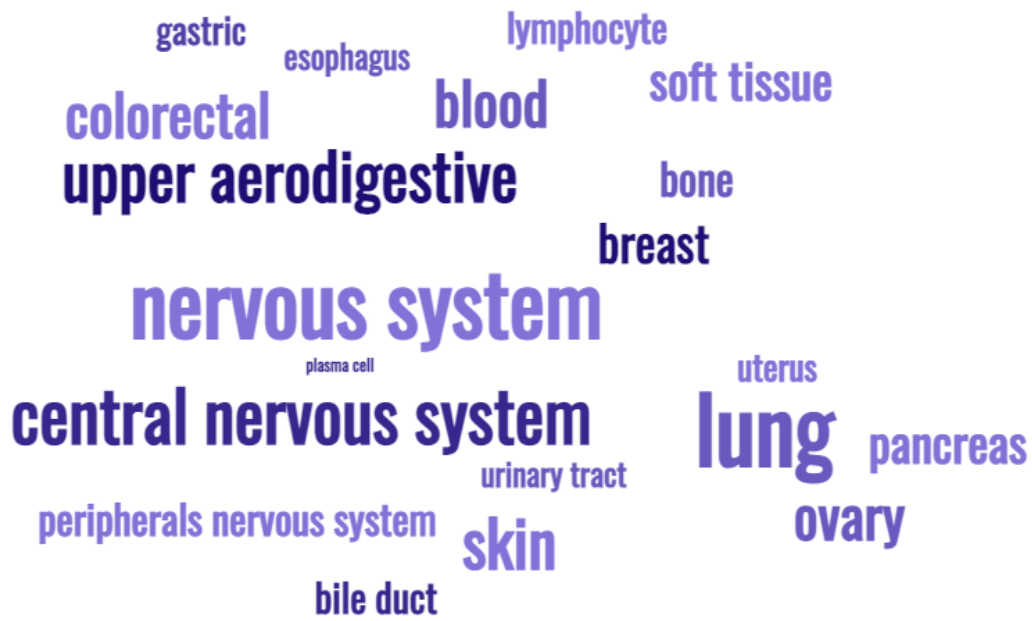 gastric
lymphocyte
esophagus
soft tissue
colorectal
blood
upper aerodigestive
bone
breast
nervous system
plasma cell
uterus
central nervous system
lung
pancreas
urinary tract
peripherals nervous system
skin
ovary
bile duct